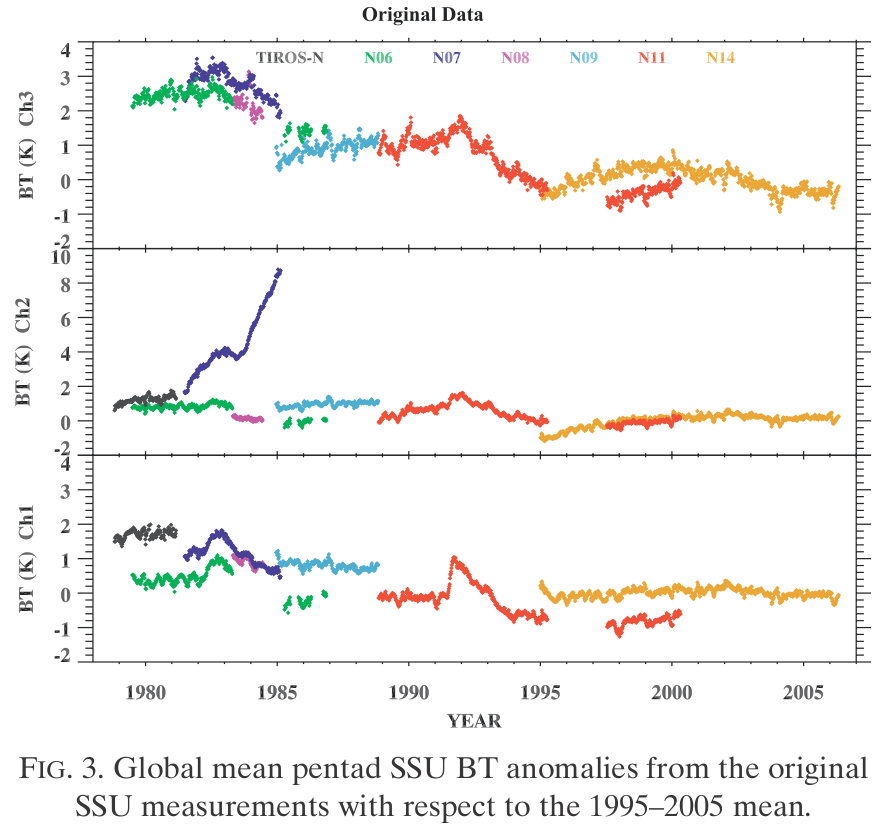 Original Data
TIROS-N N06 N07 N08 N09 N11 N14
BT (K) Ch3
4
3
2
1
0
-1
-2
BT (K) Ch2
10
8
6
4
2
0
-2
BT (K) Ch1
4
3
2
1
0
-1
-2
1980 1985 1990 1995 2000 2005
YEAR
FIG. 3. Global mean pentad SSU BT anomalies from the original
SSU measurements with respect to the 1995–2005 mean.